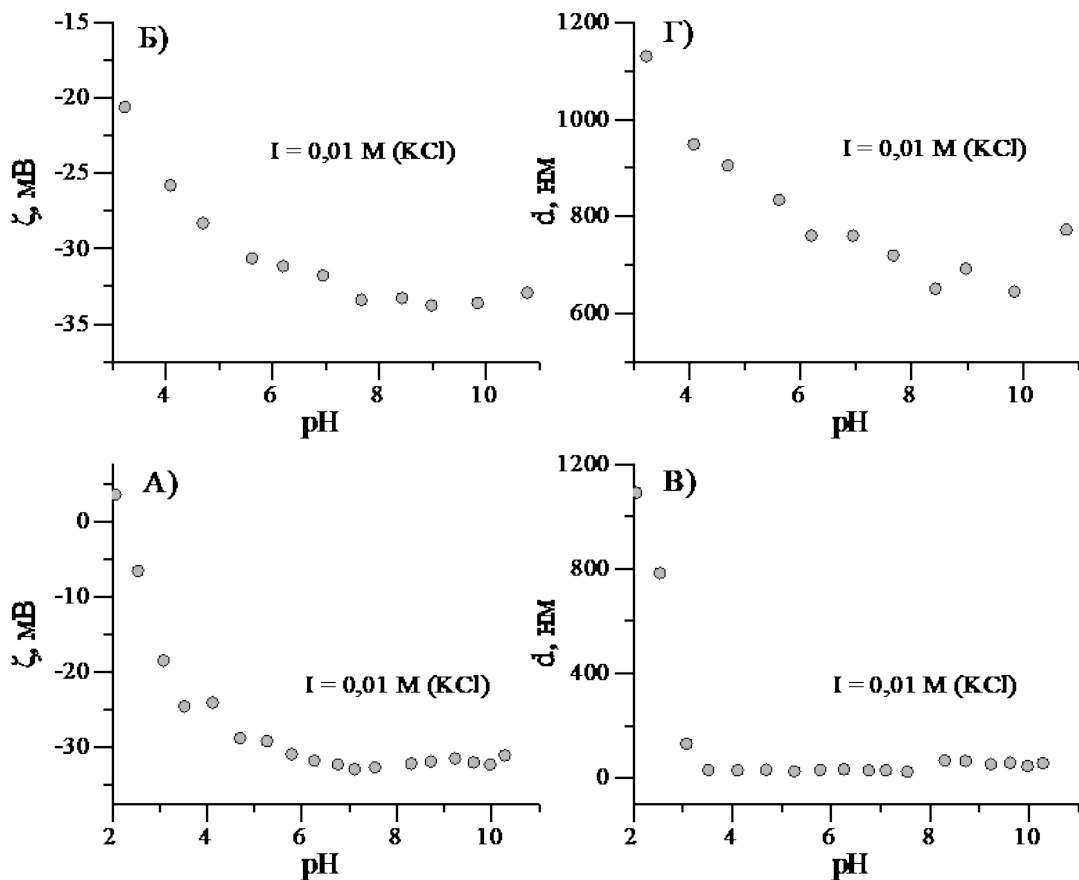 Б)
-15
-20
-25
-30
-35
ζ, мВ
I = 0,01 M (KCl)
4 6 8 10
pH
Г)
1200
1000
800
600
d, нм
I = 0,01 M (KCl)
4 6 8 10
pH
А)
0
-10
-20
-30
ζ, мВ
I = 0,01 M (KCl)
2 4 6 8 10
pH
В)
1200
800
400
0
d, нм
I = 0,01 M (KCl)
2 4 6 8 10
pH